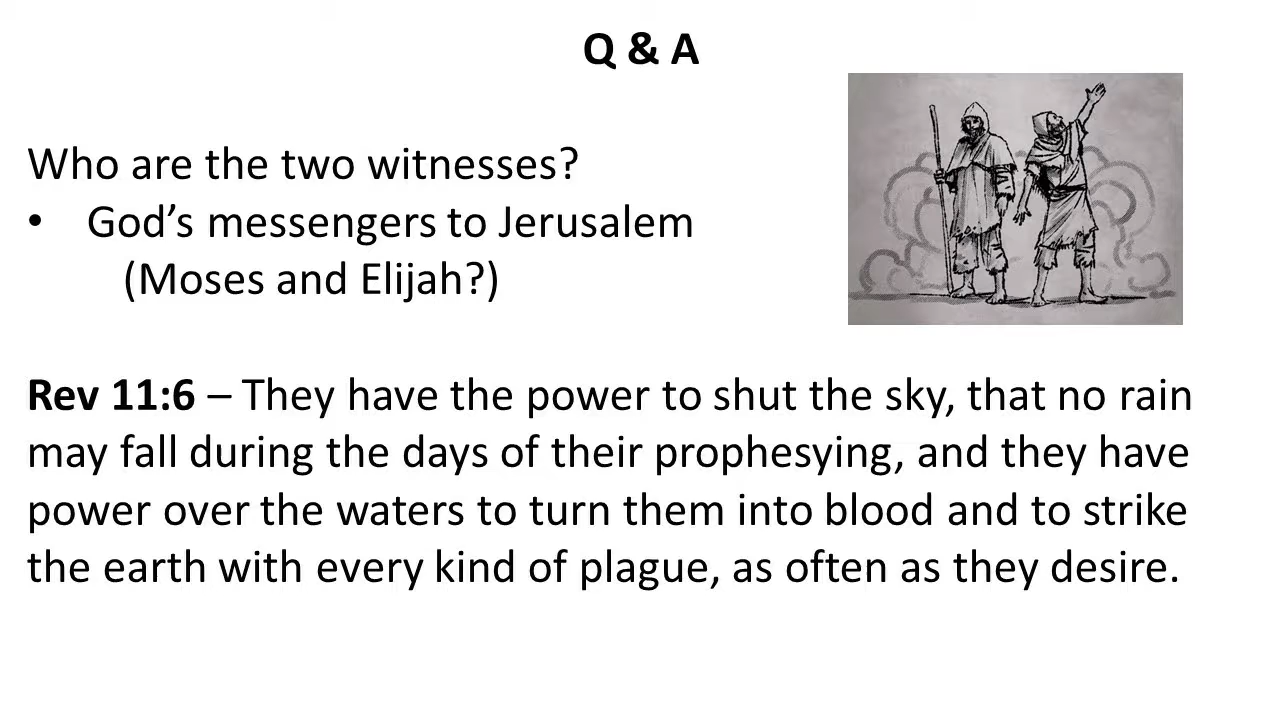 Q & A
Who are the two witnesses?
• God’s messengers to Jerusalem
(Moses and Elijah?)
Rev 11:6 – They have the power to shut the sky, that no rain
may fall during the days of their prophesying, and they have
power over the waters to turn them into blood and to strike
the earth with every kind of plague, as often as they desire.